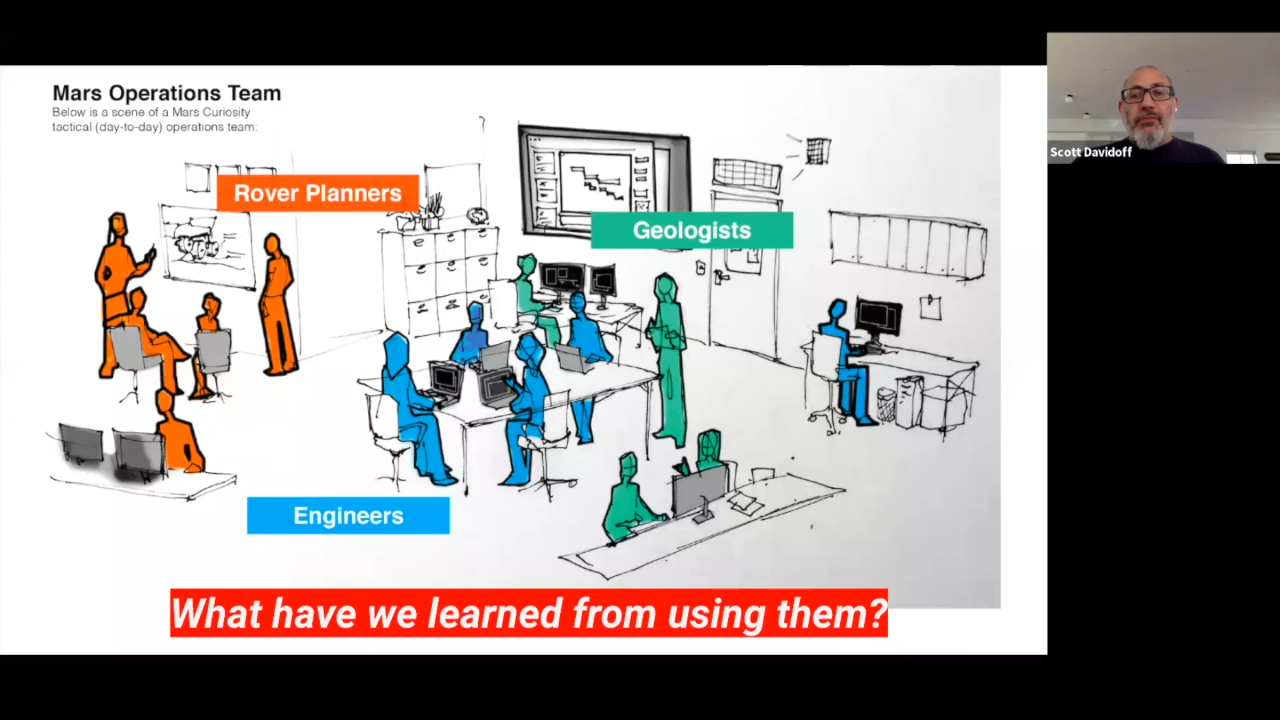 Mars Operations Team
Below is a scene of a Mars Curiosity
tactical (day-to-day) operations team:
Rover Planners
Geologists
Engineers
What have we learned from using them?
Scott Davidoff